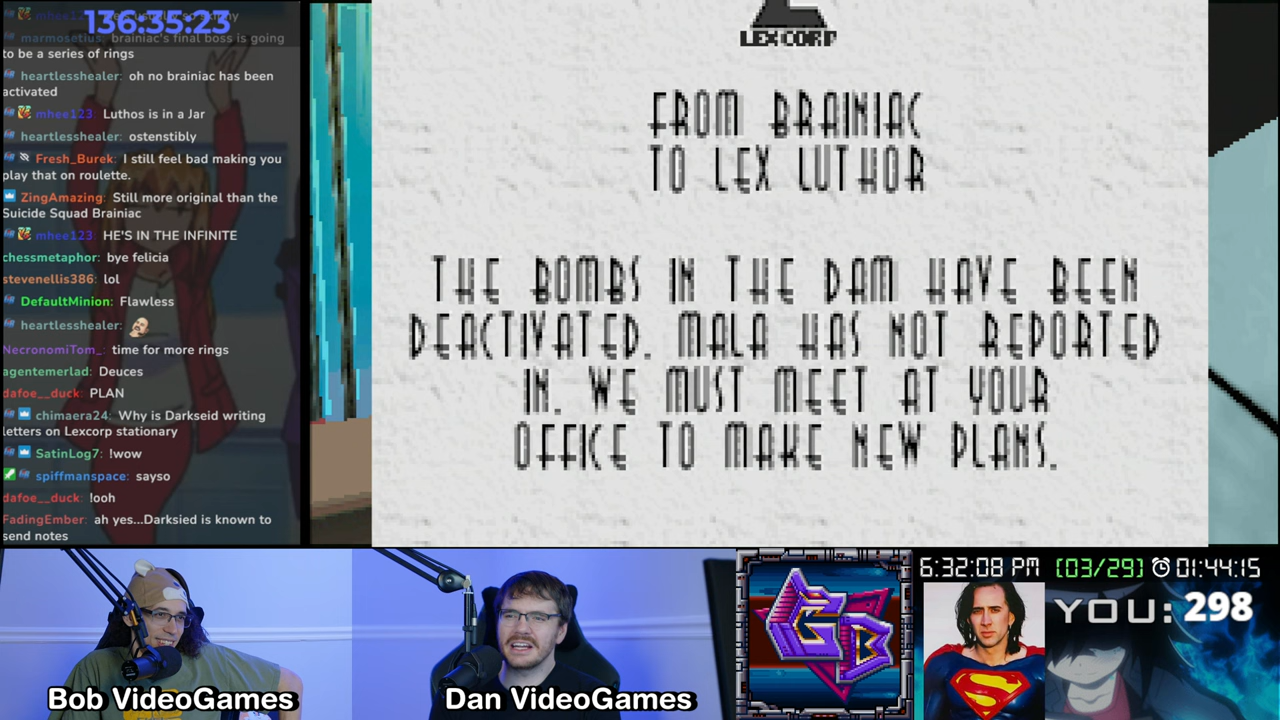 136:35:23
marmosetius: brainiac's final boss is going
to be a series of rings
heartlesshealer: oh no brainiac has been
activated
mhee123: Luthos is in a Jar
heartlesshealer: ostenstibly
Fresh_Burek: I still feel bad making you
play that on roulette.
ZingAmazing: Still more original than the
Suicide Squad Brainiac
mhee123: HE'S IN THE INFINITE
chessmetaphor: bye felicia
stevenellis386: lol
DefaultMinion: Flawless
heartlesshealer:
NecronomiTom_: time for more rings
agentemerlad: Deuces
dafoe__duck: PLAN
chimaera24: Why is Darkseid writing
letters on Lexcorp stationary
SatinLog7: !wow
spiffmanspace: sayso
dafoe__duck: !ooh
FadingEmber: ah yes...Darksied is known to
send notes
LEXCORP
FROM BRAINIAC
TO LEX LUTHOR
THE BOMBS IN THE DAM HAVE BEEN
DEACTIVATED. MALA HAS NOT REPORTED
IN. WE MUST MEET AT YOUR
OFFICE TO MAKE NEW PLANS.
Bob VideoGames
Dan VideoGames
GB
6:32:08 PM [03/29] 01:44:15
YOU: 298
S